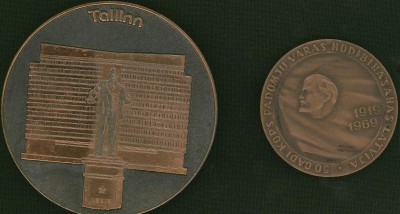 Tallinn
50 GADI KOPŠ PADOMJU VARAS NODIBINĀŠANAS LATVIJĀ
1919
1969